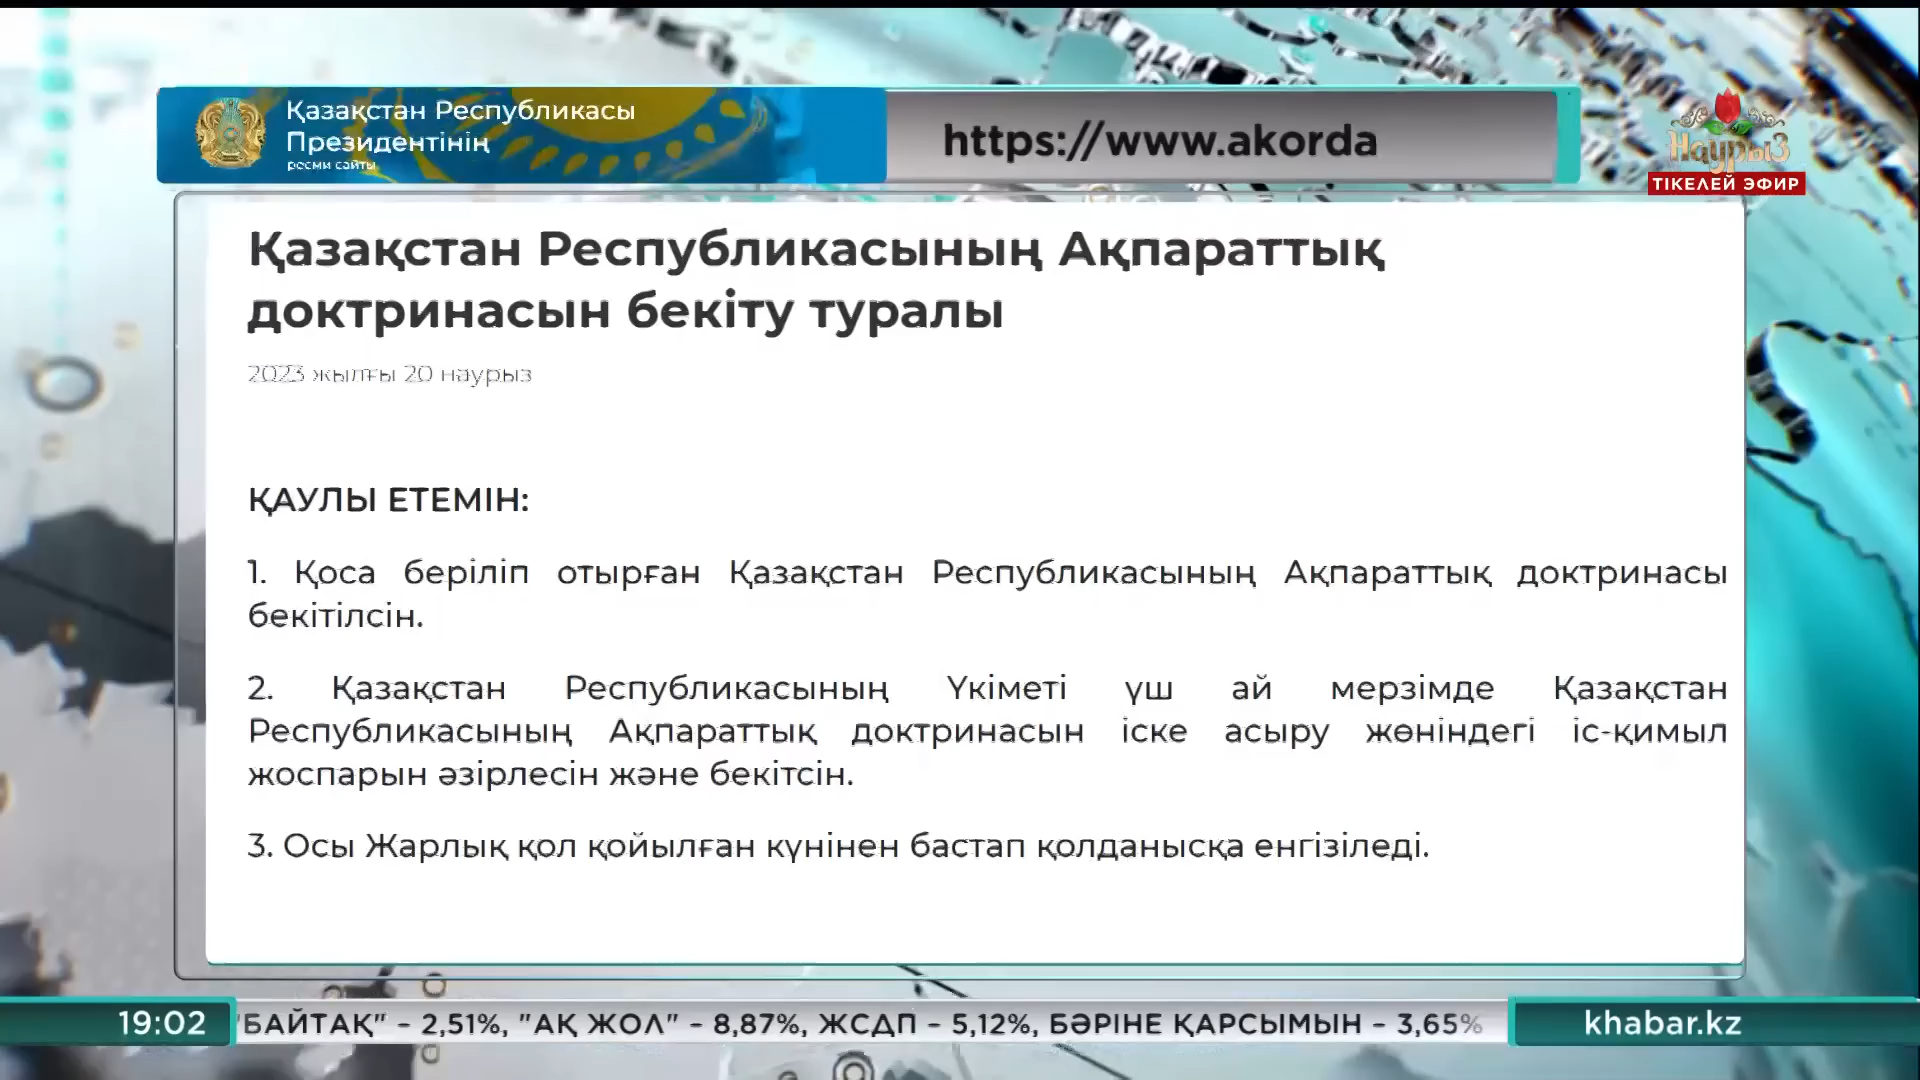 Қазақстан Республикасы
Президентінің
ресми сайты
https://www.akorda
Наурыз
ТІКЕЛЕЙ ЭФИР
Қазақстан Республикасының Ақпараттық
доктринасын бекіту туралы
2023 жылғы 20 наурыз
ҚАУЛЫ ЕТЕМІН:
1. Қоса беріліп отырған Қазақстан Республикасының Ақпараттық доктринасы
бекітілсін.
2. Қазақстан Республикасының Үкіметі үш ай мерзімде Қазақстан
Республикасының Ақпараттық доктринасын іске асыру жөніндегі іс-қимыл
жоспарын әзірлесін және бекітсін.
3. Осы Жарлық қол қойылған күнінен бастап қолданысқа енгізіледі.
19:02
"БАЙТАҚ" - 2,51%, "АҚ ЖОЛ" - 8,87%, ЖСДП - 5,12%, БӘРІНЕ ҚАРСЫМЫН - 3,65%
khabar.kz